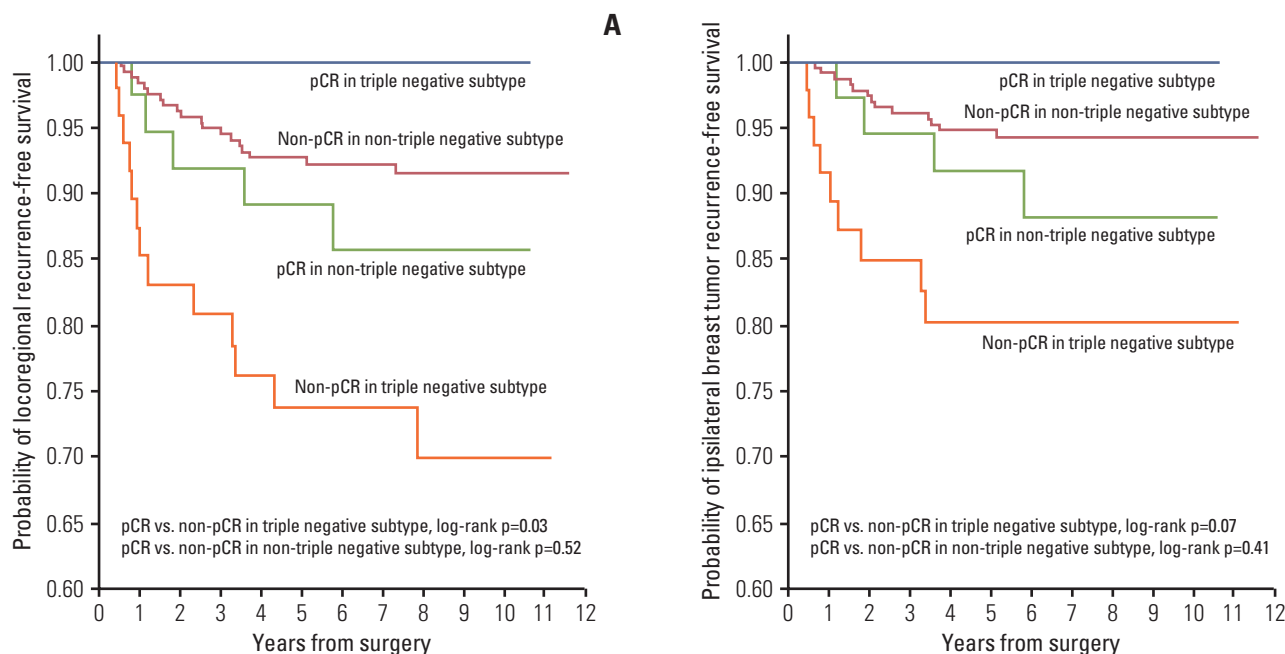 A
Probability of locoregional recurrence-free survival
1.00
0.95
0.90
0.85
0.80
0.75
0.70
0.65
0.60
pCR in triple negative subtype
Non-pCR in non-triple negative subtype
pCR in non-triple negative subtype
Non-pCR in triple negative subtype
pCR vs. non-pCR in triple negative subtype, log-rank p=0.03
pCR vs. non-pCR in non-triple negative subtype, log-rank p=0.52
0 1 2 3 4 5 6 7 8 9 10 11 12
Years from surgery
Probability of ipsilateral breast tumor recurrence-free survival
1.00
0.95
0.90
0.85
0.80
0.75
0.70
0.65
0.60
pCR in triple negative subtype
Non-pCR in non-triple negative subtype
pCR in non-triple negative subtype
Non-pCR in triple negative subtype
pCR vs. non-pCR in triple negative subtype, log-rank p=0.07
pCR vs. non-pCR in non-triple negative subtype, log-rank p=0.41
0 1 2 3 4 5 6 7 8 9 10 11 12
Years from surgery